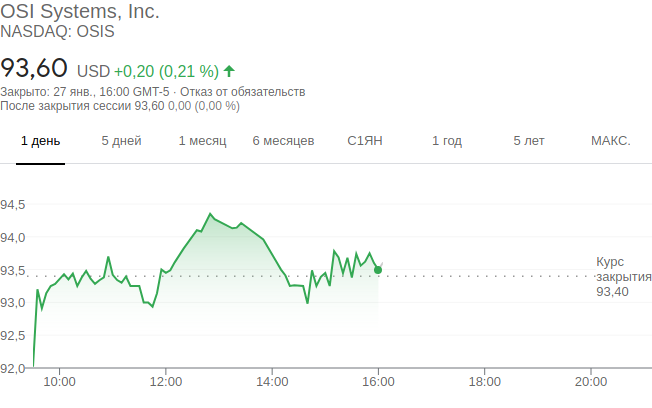 OSI Systems, Inc.
NASDAQ: OSIS
93,60 USD +0,20 (0,21 %)
Закрыто: 27 янв., 16:00 GMT-5 · Отказ от обязательств
После закрытия сессии 93,60 0,00 (0,00 %)
1 день 5 дней 1 месяц 6 месяцев С1ЯН 1 год 5 лет МАКС.
94,5
94,0
93,5
93,0
92,5
92,0
Курс
закрытия
93,40
10:00 12:00 14:00 16:00 18:00 20:00